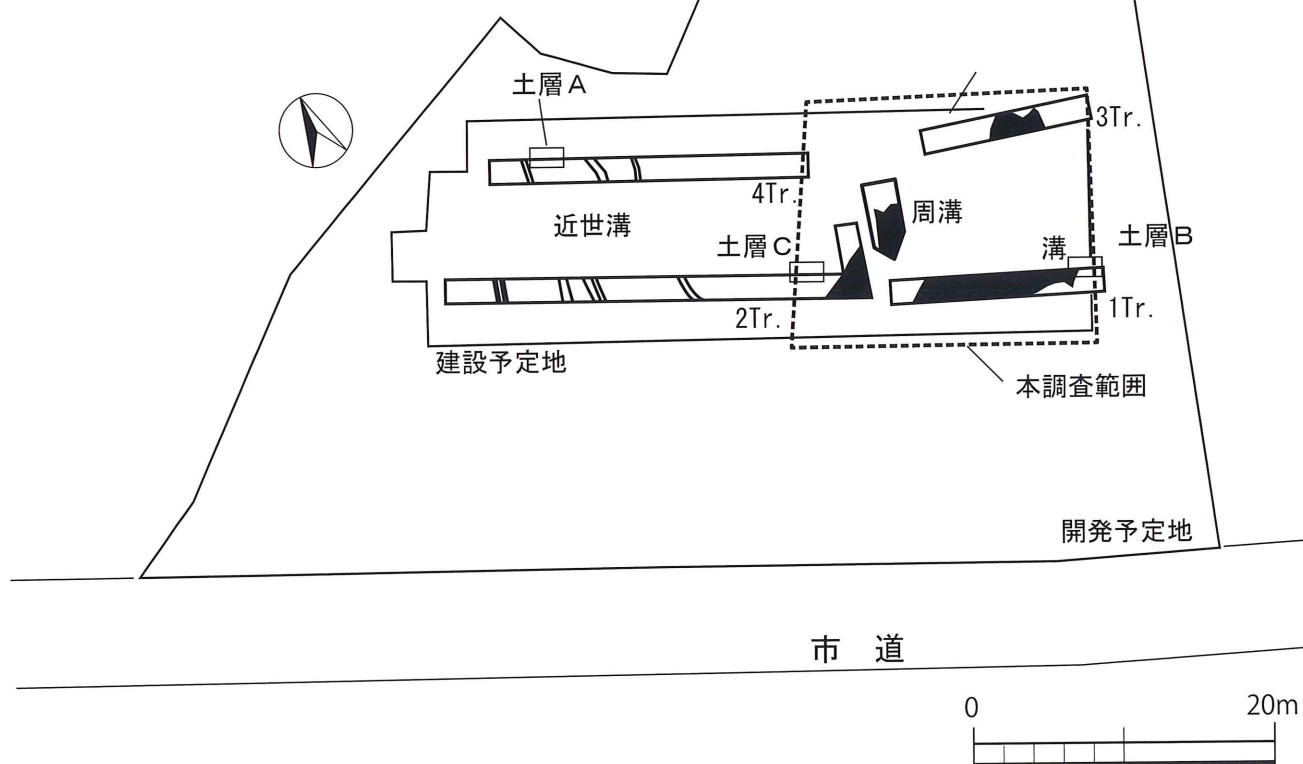 土層A
3Tr.
4Tr.
周溝
近世溝
土層C
溝
土層B
2Tr.
1Tr.
建設予定地
本調査範囲
開発予定地
市 道
0
20m